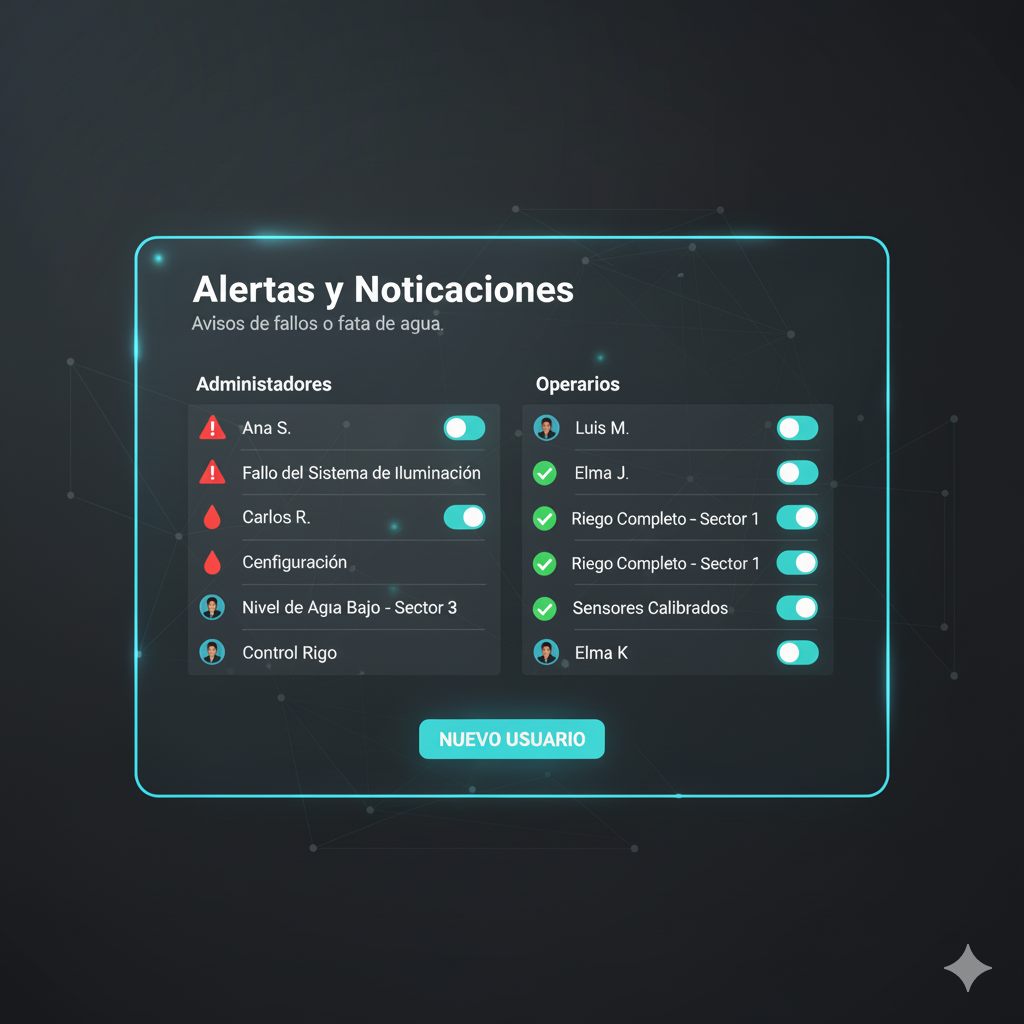 Alertas y Noticaciones
Avisos de fallos o fata de agua.
Administadores
Ana S.
Fallo del Sistema de Iluminación
Carlos R.
Cenfiguración
Nivel de Agıa Bajo - Sector 3
Control Rigo
Operarios
Luis M.
Elma J.
Riego Completo - Sector 1
Riego Completo - Sector 1
Sensores Calibrados
Elma K
NUEVO USUARIO